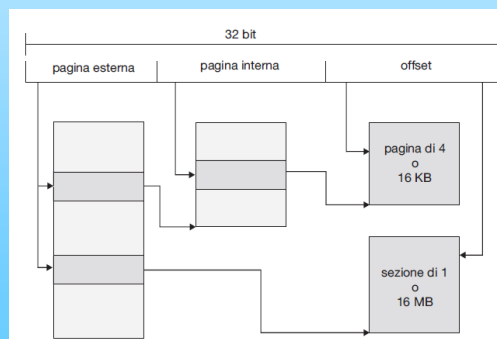 32 bit
pagina esterna
pagina interna
offset
pagina di 4
o
16 KB
sezione di 1
o
16 MB